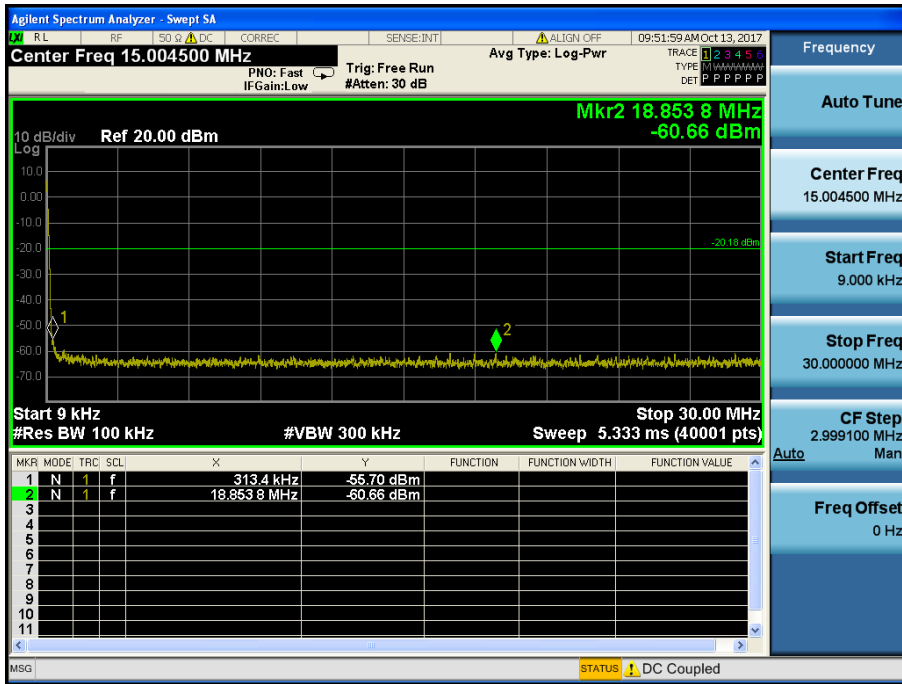 Agilent Spectrum Analyzer - Swept SA
LXI RL RF 50 Ω DC CORREC SENSE:INT ALIGN OFF 09:51:59 AM Oct 13, 2017
Center Freq 15.004500 MHz
PNO: Fast
IFGain:Low
Trig: Free Run
#Atten: 30 dB
Avg Type: Log-Pwr
TRACE 1 2 3 4 5 6
TYPE M WWWWW
DET P P P P P P
Mkr2 18.853 8 MHz
-60.66 dBm
10 dB/div Ref 20.00 dBm
Log
10.0
0.00
-10.0
-20.0
-20.18 dBm
-30.0
-40.0
-50.0
-60.0
-70.0
1
2
Start 9 kHz Stop 30.00 MHz
#Res BW 100 kHz #VBW 300 kHz Sweep 5.333 ms (40001 pts)
MKR MODE TRC SCL X Y FUNCTION FUNCTION WIDTH FUNCTION VALUE
1 N 1 f 313.4 kHz -55.70 dBm
2 N 1 f 18.853 8 MHz -60.66 dBm
3
4
5
6
7
8
9
10
11
MSG STATUS DC Coupled
Frequency
Auto Tune
Center Freq
15.004500 MHz
Start Freq
9.000 kHz
Stop Freq
30.000000 MHz
CF Step
2.999100 MHz
Auto Man
Freq Offset
0 Hz